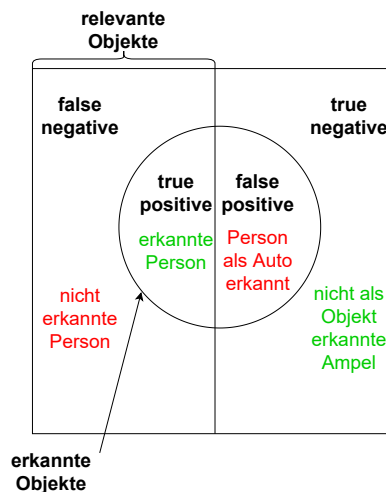 relevante
Objekte
false
negative
true
negative
true
positive
false
positive
erkannte
Person
Person
als Auto
erkannt
nicht
erkannte
Person
nicht als
Objekt
erkannte
Ampel
erkannte
Objekte